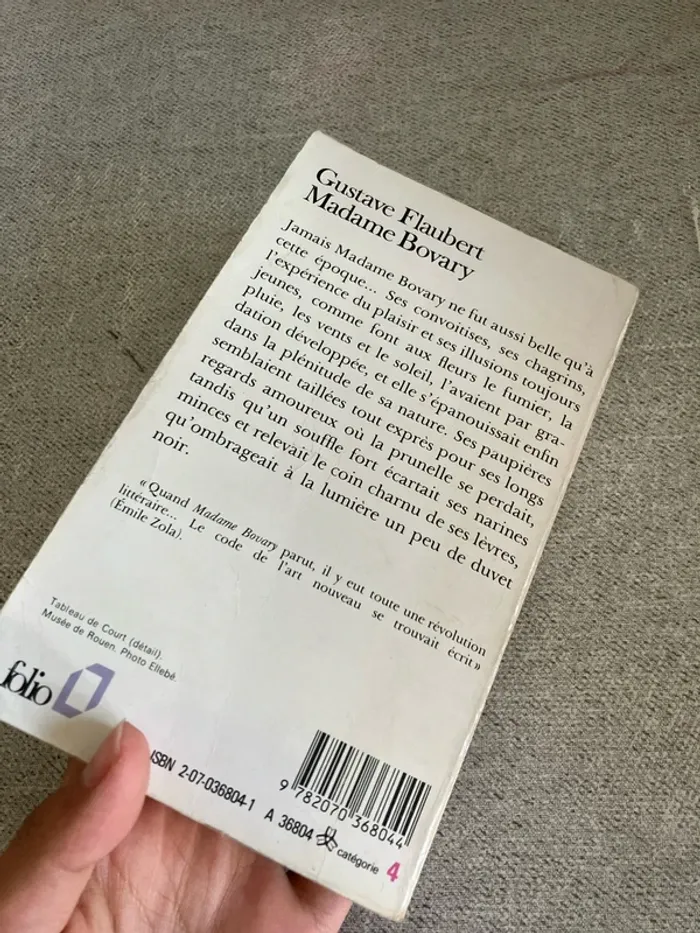 Gustave Flaubert
Madame Bovary
Jamais Madame Bovary ne fut aussi belle qu'à
cette époque... Ses convoitises, ses chagrins,
l'expérience du plaisir et ses illusions toujours
jeunes, comme font aux fleurs le fumier, la
pluie, les vents et le soleil, l'avaient par gra-
dation développée, et elle s'épanouissait enfin
dans la plénitude de sa nature. Ses paupières
semblaient taillées tout exprès pour ses longs
regards amoureux où la prunelle se perdait,
tandis qu'un souffle fort écartait ses narines
minces et relevait le coin charnu de ses lèvres,
qu'ombrageait à la lumière un peu de duvet
noir.
« Quand Madame Bovary parut, il y eut toute une révolution
littéraire... Le code de l'art nouveau se trouvait écrit »
(Émile Zola).
Tableau de Court (détail).
Musée de Rouen. Photo Ellebé.
folio
ISBN 2-07-036804-1 A 36804 catégorie 4
9 782070 368044